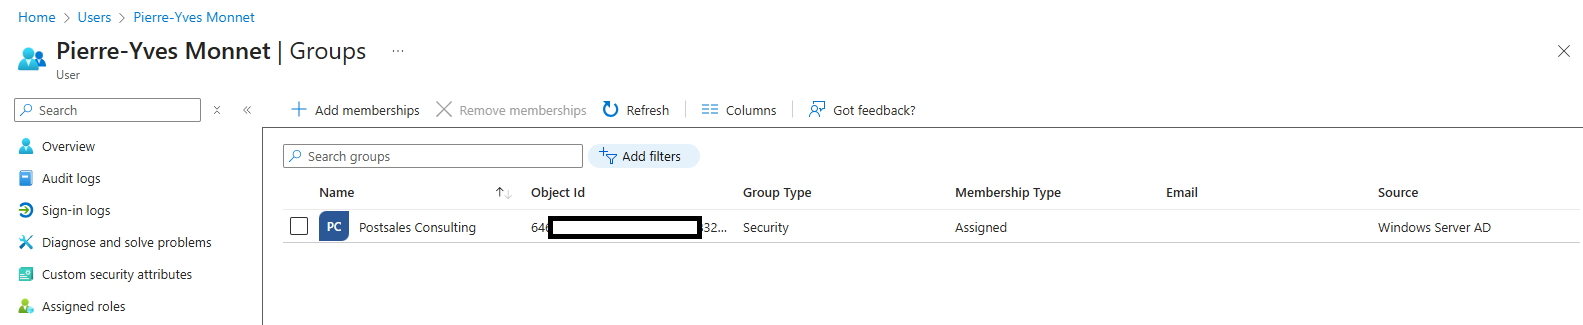 Home > Users > Pierre-Yves Monnet
Pierre-Yves Monnet | Groups ...
User
Search
Add memberships Remove memberships Refresh Columns Got feedback?
Overview
Audit logs
Sign-in logs
Diagnose and solve problems
Custom security attributes
Assigned roles
Search groups Add filters
Name Object Id Group Type Membership Type Email Source
PC Postsales Consulting 646 32... Security Assigned Windows Server AD